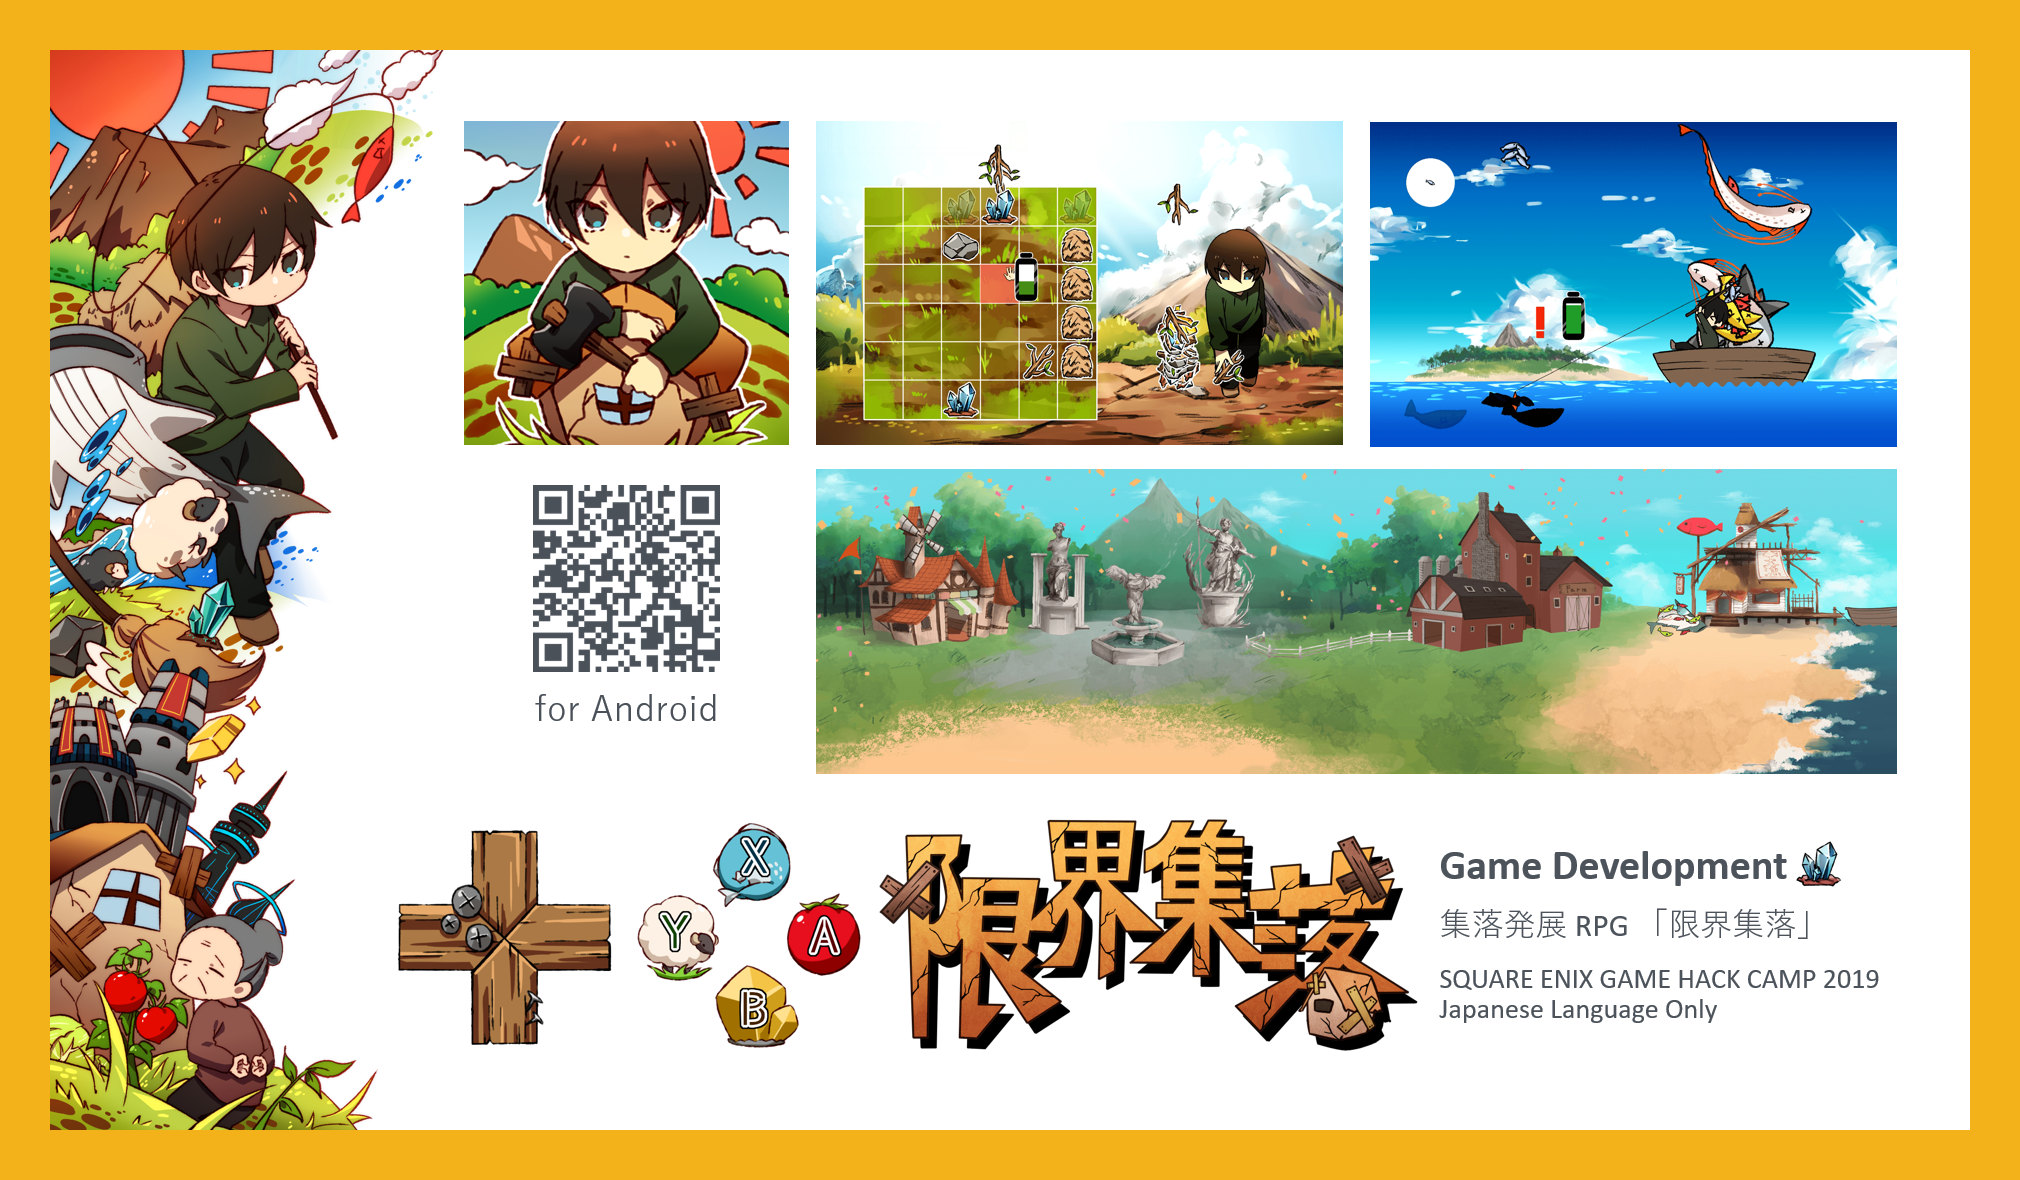 for Android
X
Y
A
B
限界集落
Game Development
集落発展 RPG 「限界集落」
SQUARE ENIX GAME HACK CAMP 2019
Japanese Language Only